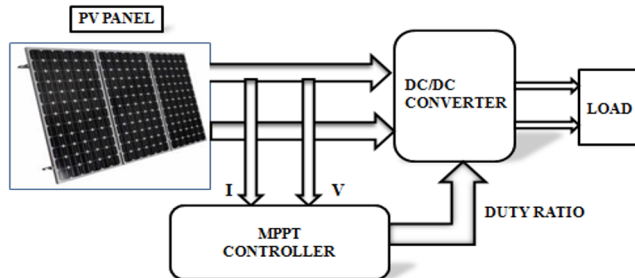 PV PANEL
DC/DC
CONVERTER
LOAD
I
V
DUTY RATIO
MPPT
CONTROLLER